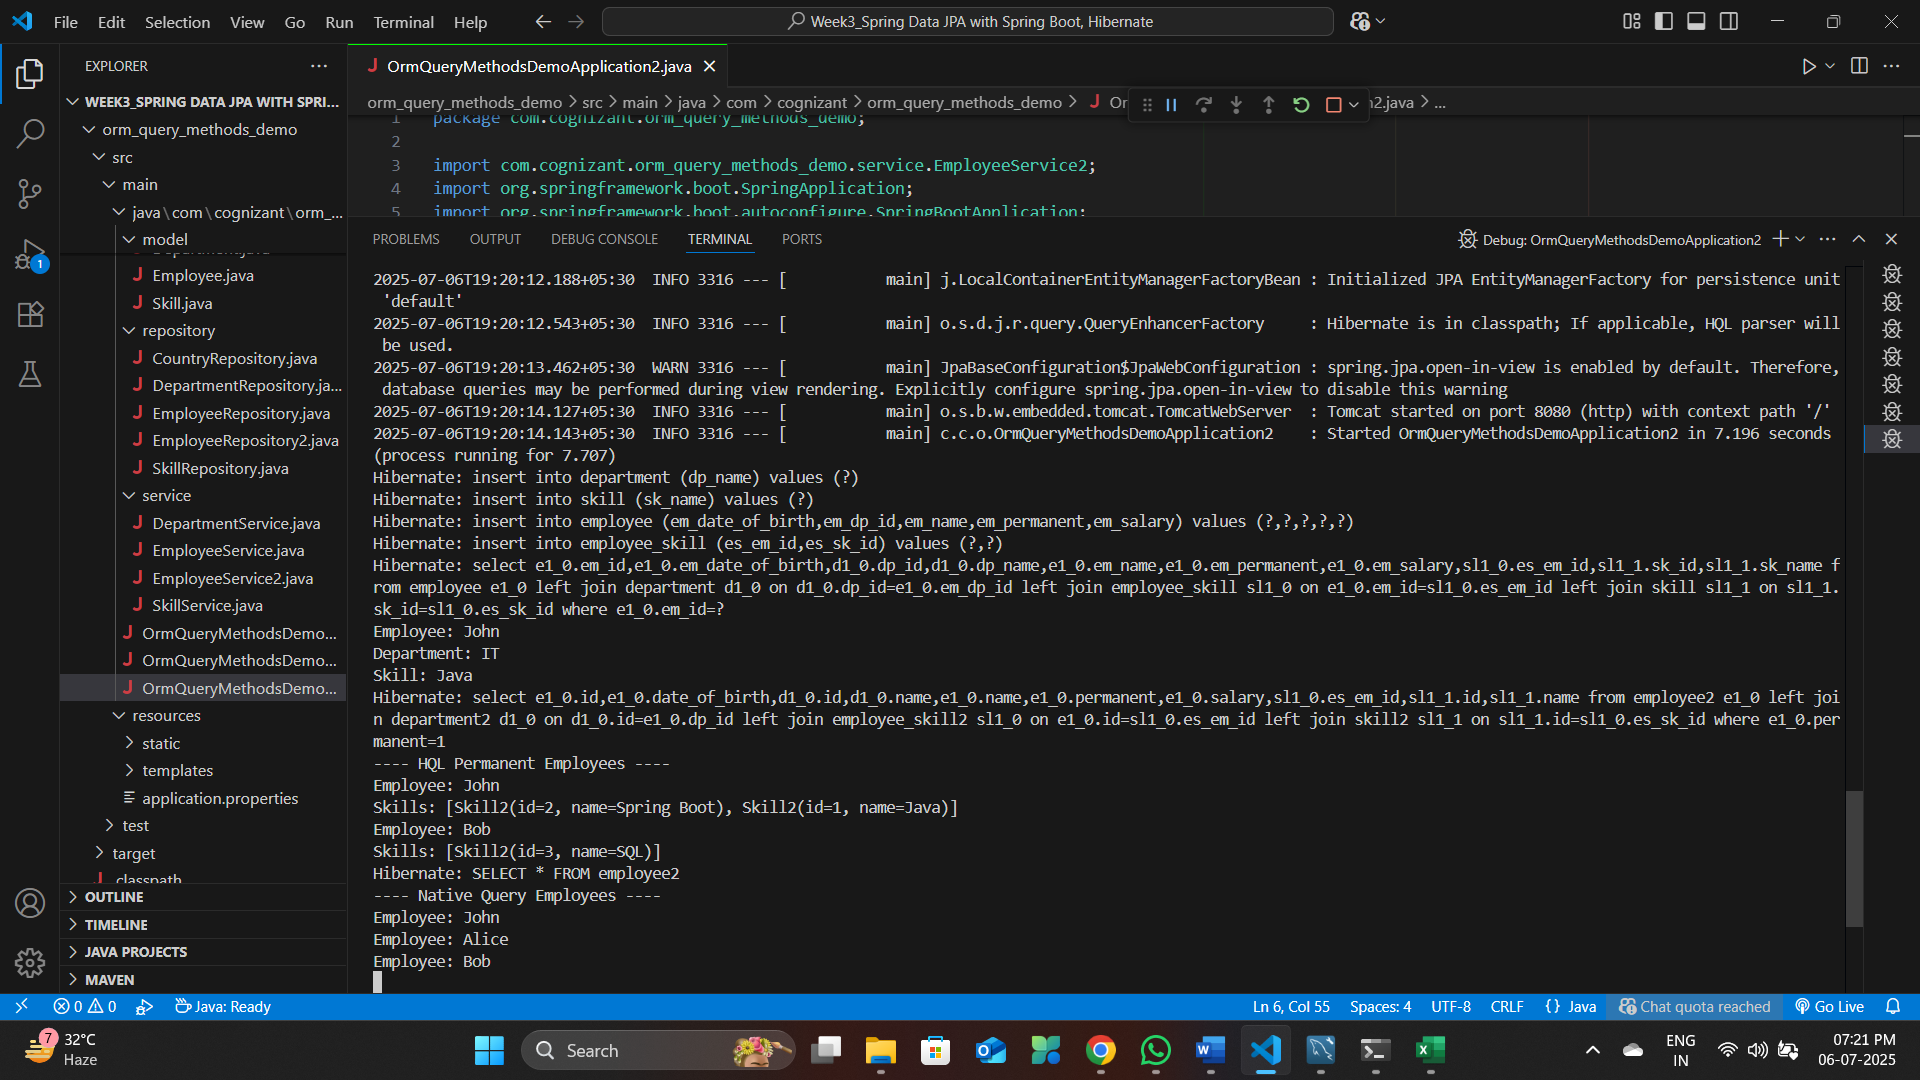 File Edit Selection View Go Run Terminal Help
Week3_Spring Data JPA with Spring Boot, Hibernate
EXPLORER
WEEK3_SPRING DATA JPA WITH SPRI...
orm_query_methods_demo
src
main
java\com\cognizant\orm_...
model
Employee.java
Skill.java
repository
CountryRepository.java
DepartmentRepository.ja...
EmployeeRepository.java
EmployeeRepository2.java
SkillRepository.java
service
DepartmentService.java
EmployeeService.java
EmployeeService2.java
SkillService.java
OrmQueryMethodsDemo...
OrmQueryMethodsDemo...
OrmQueryMethodsDemo...
resources
static
templates
application.properties
test
target
.classpath
OUTLINE
TIMELINE
JAVA PROJECTS
MAVEN
1
OrmQueryMethodsDemoApplication2.java
orm_query_methods_demo > src > main > java > com > cognizant > orm_query_methods_demo > Or n2.java > ...
1 package com.cognizant.orm_query_methods_demo;
2
3 import com.cognizant.orm_query_methods_demo.service.EmployeeService2;
4 import org.springframework.boot.SpringApplication;
5 import org.springframework.boot.autoconfigure.SpringBootApplication;
PROBLEMS OUTPUT DEBUG CONSOLE TERMINAL PORTS
Debug: OrmQueryMethodsDemoApplication2
2025-07-06T19:20:12.188+05:30 INFO 3316 --- [ main] j.LocalContainerEntityManagerFactoryBean : Initialized JPA EntityManagerFactory for persistence unit
'default'
2025-07-06T19:20:12.543+05:30 INFO 3316 --- [ main] o.s.d.j.r.query.QueryEnhancerFactory : Hibernate is in classpath; If applicable, HQL parser will
be used.
2025-07-06T19:20:13.462+05:30 WARN 3316 --- [ main] JpaBaseConfiguration$JpaWebConfiguration : spring.jpa.open-in-view is enabled by default. Therefore,
database queries may be performed during view rendering. Explicitly configure spring.jpa.open-in-view to disable this warning
2025-07-06T19:20:14.127+05:30 INFO 3316 --- [ main] o.s.b.w.embedded.tomcat.TomcatWebServer : Tomcat started on port 8080 (http) with context path '/'
2025-07-06T19:20:14.143+05:30 INFO 3316 --- [ main] c.c.o.OrmQueryMethodsDemoApplication2 : Started OrmQueryMethodsDemoApplication2 in 7.196 seconds
(process running for 7.707)
Hibernate: insert into department (dp_name) values (?)
Hibernate: insert into skill (sk_name) values (?)
Hibernate: insert into employee (em_date_of_birth,em_dp_id,em_name,em_permanent,em_salary) values (?,?,?,?,?)
Hibernate: insert into employee_skill (es_em_id,es_sk_id) values (?,?)
Hibernate: select e1_0.em_id,e1_0.em_date_of_birth,d1_0.dp_id,d1_0.dp_name,e1_0.em_name,e1_0.em_permanent,e1_0.em_salary,sl1_0.es_em_id,sl1_1.sk_id,sl1_1.sk_name f
rom employee e1_0 left join department d1_0 on d1_0.dp_id=e1_0.em_dp_id left join employee_skill sl1_0 on e1_0.em_id=sl1_0.es_em_id left join skill sl1_1 on sl1_1.
sk_id=sl1_0.es_sk_id where e1_0.em_id=?
Employee: John
Department: IT
Skill: Java
Hibernate: select e1_0.id,e1_0.date_of_birth,d1_0.id,d1_0.name,e1_0.name,e1_0.permanent,e1_0.salary,sl1_0.es_em_id,sl1_1.id,sl1_1.name from employee2 e1_0 left joi
n department2 d1_0 on d1_0.id=e1_0.dp_id left join employee_skill2 sl1_0 on e1_0.id=sl1_0.es_em_id left join skill2 sl1_1 on sl1_1.id=sl1_0.es_sk_id where e1_0.per
manent=1
---- HQL Permanent Employees ----
Employee: John
Skills: [Skill2(id=2, name=Spring Boot), Skill2(id=1, name=Java)]
Employee: Bob
Skills: [Skill2(id=3, name=SQL)]
Hibernate: SELECT * FROM employee2
---- Native Query Employees ----
Employee: John
Employee: Alice
Employee: Bob
0 0 Java: Ready Ln 6, Col 55 Spaces: 4 UTF-8 CRLF {} Java Chat quota reached Go Live
7 32°C
Haze
Search
ENG
IN
07:21 PM
06-07-2025